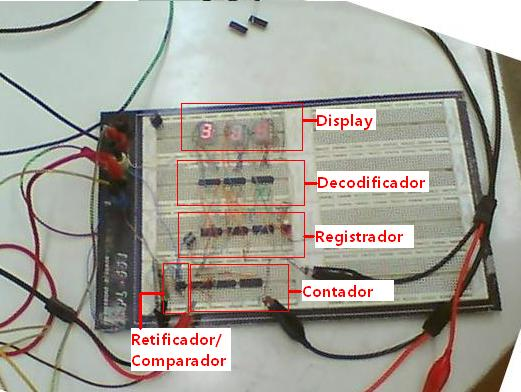 Display
Decodificador
Registrador
Contador
Retificador/
Comparador